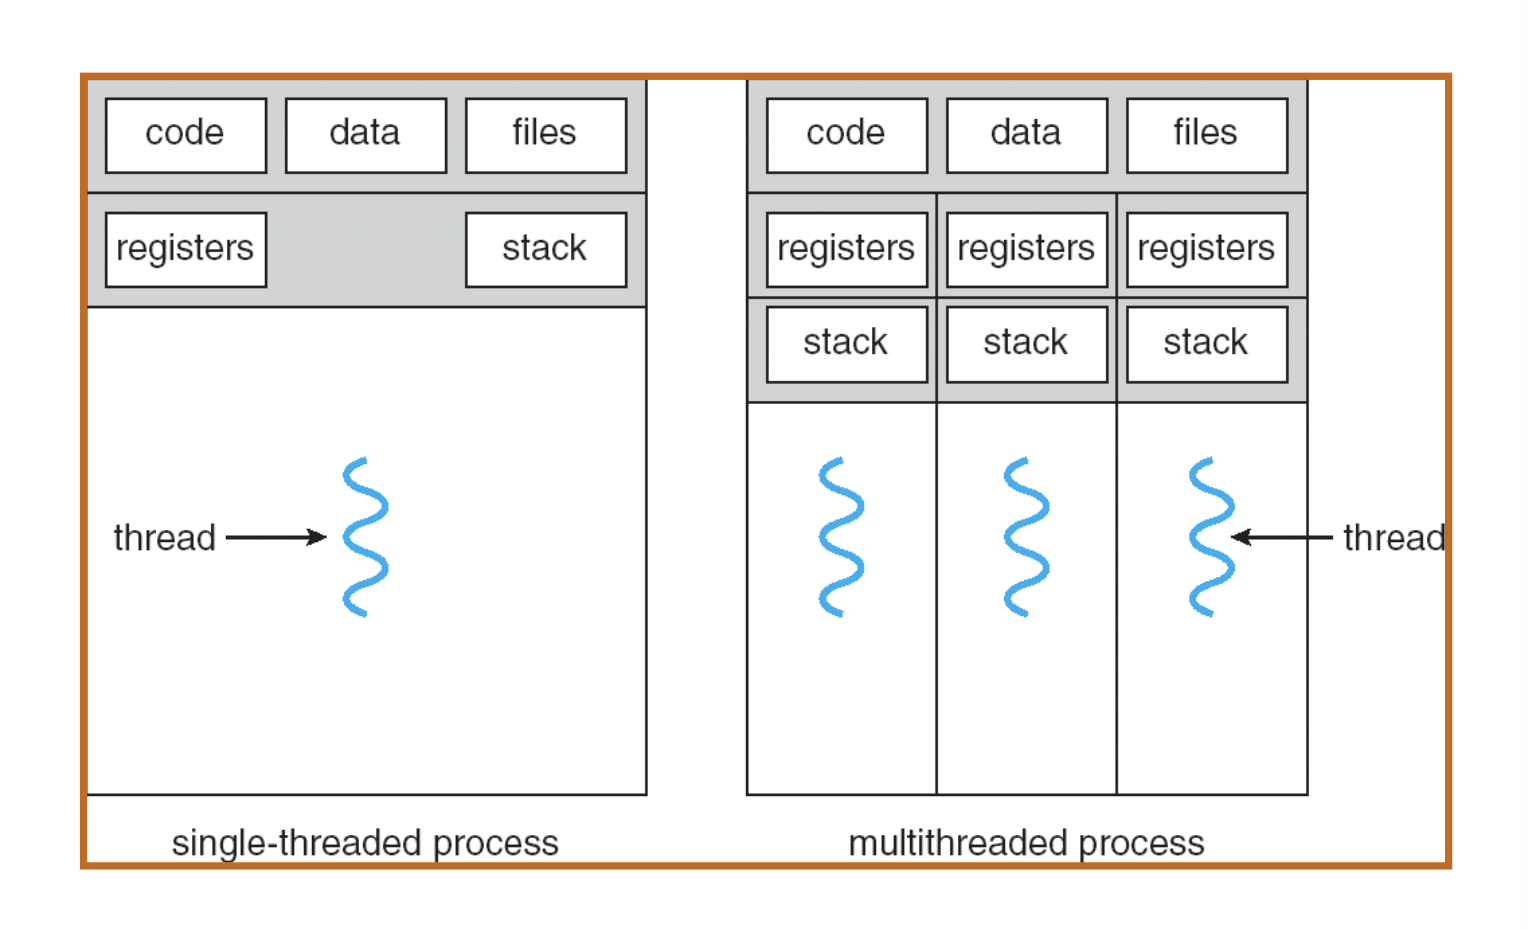 code data files
registers stack
thread
single-threaded process
code data files
registers registers registers
stack stack stack
thread
multithreaded process